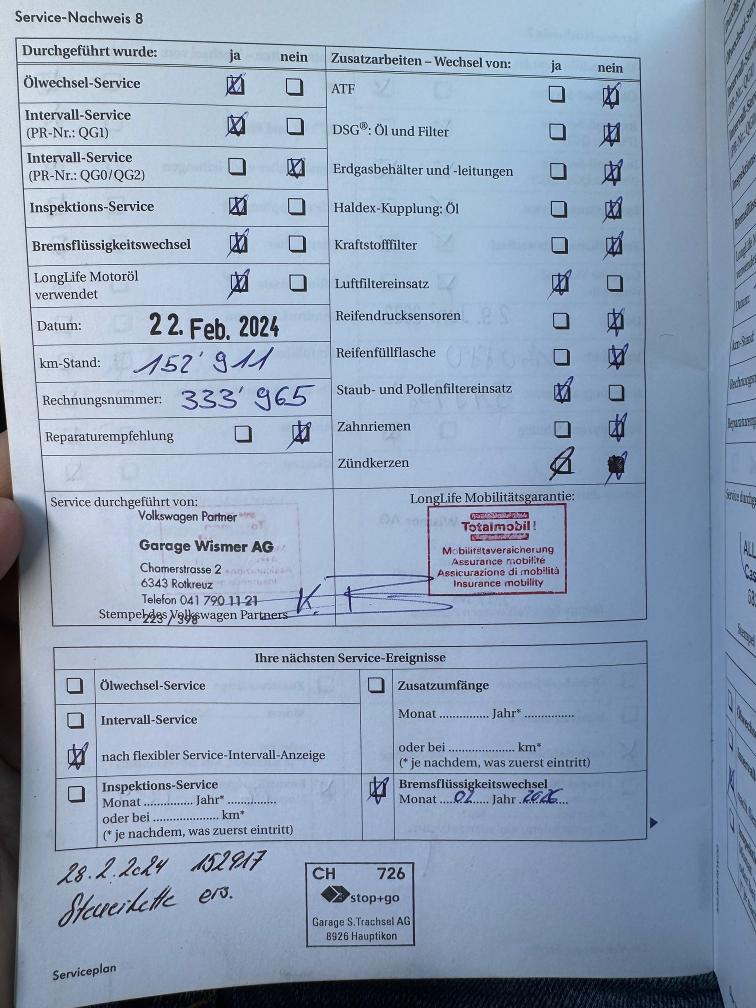 Service-Nachweis 8
Durchgeführt wurde: ja nein
Ölwechsel-Service
Intervall-Service
(PR-Nr.: QG1)
Intervall-Service
(PR-Nr.: QG0/QG2)
Inspektions-Service
Bremsflüssigkeitswechsel
LongLife Motoröl
verwendet
Datum: 22. Feb. 2024
km-Stand: 152'911
Rechnungsnummer: 333'965
Reparaturempfehlung
Zusatzarbeiten – Wechsel von: ja nein
ATF
DSG®: Öl und Filter
Erdgasbehälter und -leitungen
Haldex-Kupplung: Öl
Kraftstofffilter
Luftfiltereinsatz
Reifendrucksensoren
Reifenfüllflasche
Staub- und Pollenfiltereinsatz
Zahnriemen
Zündkerzen
Service durchgeführt von:
Volkswagen Partner
Garage Wismer AG
Chamerstrasse 2
6343 Rotkreuz
Telefon 041 790 11 21
Stempel des Volkswagen Partners
223 / 398
LongLife Mobilitätsgarantie:
Totalmobil!
Mobilitätsversicherung
Assurance mobilité
Assicurazione di mobilità
Insurance mobility
Ihre nächsten Service-Ereignisse
Ölwechsel-Service
Intervall-Service
nach flexibler Service-Intervall-Anzeige
Inspektions-Service
Monat .............. Jahr* ..............
oder bei .................... km*
(* je nachdem, was zuerst eintritt)
Zusatzumfänge
Monat .............. Jahr* ..............
oder bei .................... km*
(* je nachdem, was zuerst eintritt)
Bremsflüssigkeitswechsel
Monat ....02..... Jahr .2026....
28.2.2024 152917
Steuerkette ers.
CH 726
stop+go
Garage S.Trachsel AG
8926 Hauptikon
Serviceplan